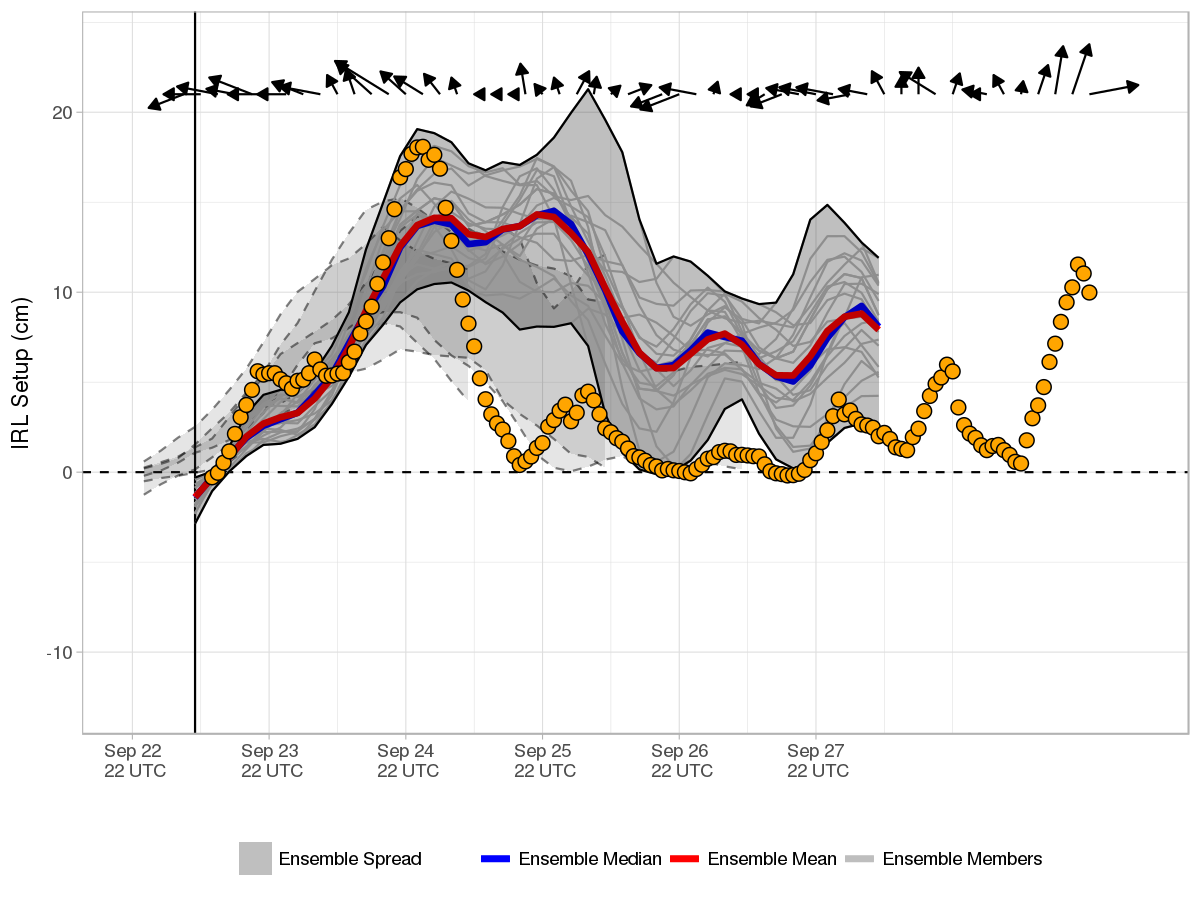 IRL Setup (cm)
20
10
0
-10
Sep 22 Sep 23 Sep 24 Sep 25 Sep 26 Sep 27
22 UTC 22 UTC 22 UTC 22 UTC 22 UTC 22 UTC
Ensemble Spread Ensemble Median Ensemble Mean Ensemble Members